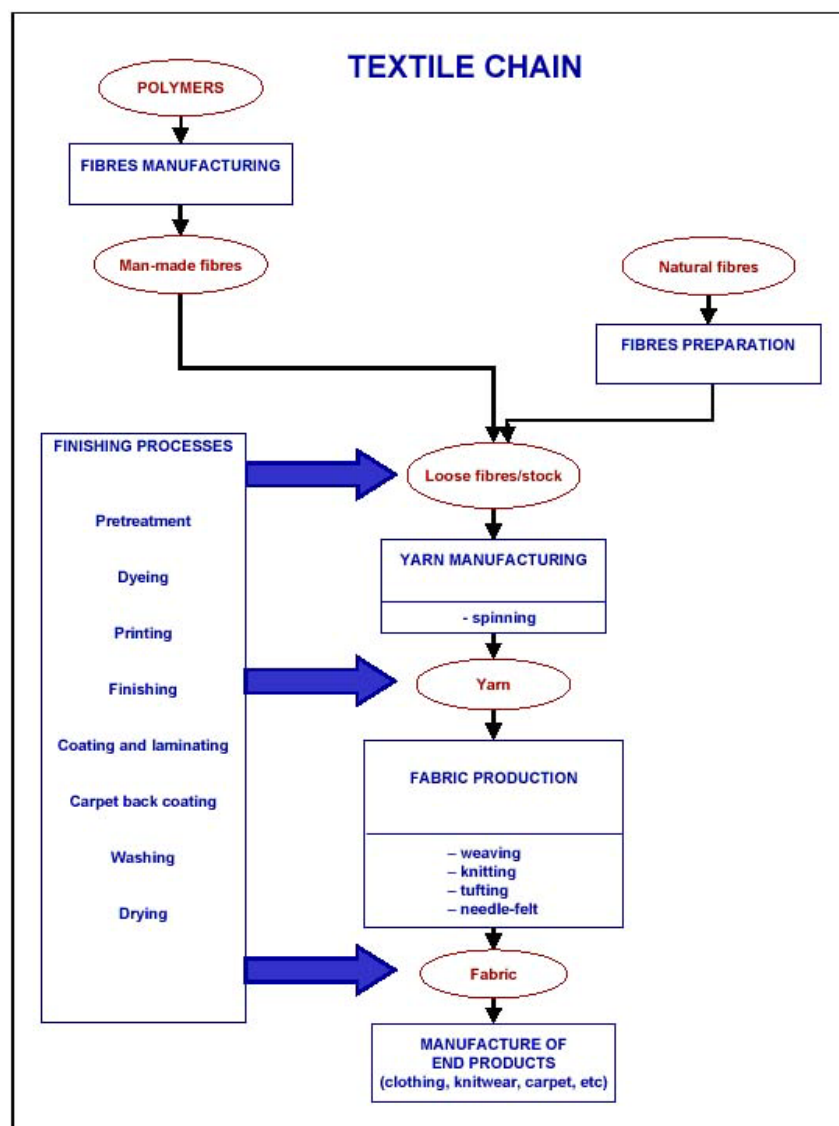 TEXTILE CHAIN
POLYMERS
FIBRES MANUFACTURING
Man-made fibres
Natural fibres
FIBRES PREPARATION
FINISHING PROCESSES
Pretreatment
Dyeing
Printing
Finishing
Coating and laminating
Carpet back coating
Washing
Drying
Loose fibres/stock
YARN MANUFACTURING
- spinning
Yarn
FABRIC PRODUCTION
– weaving
– knitting
– tufting
– needle-felt
Fabric
MANUFACTURE OF
END PRODUCTS
(clothing, knitwear, carpet, etc)